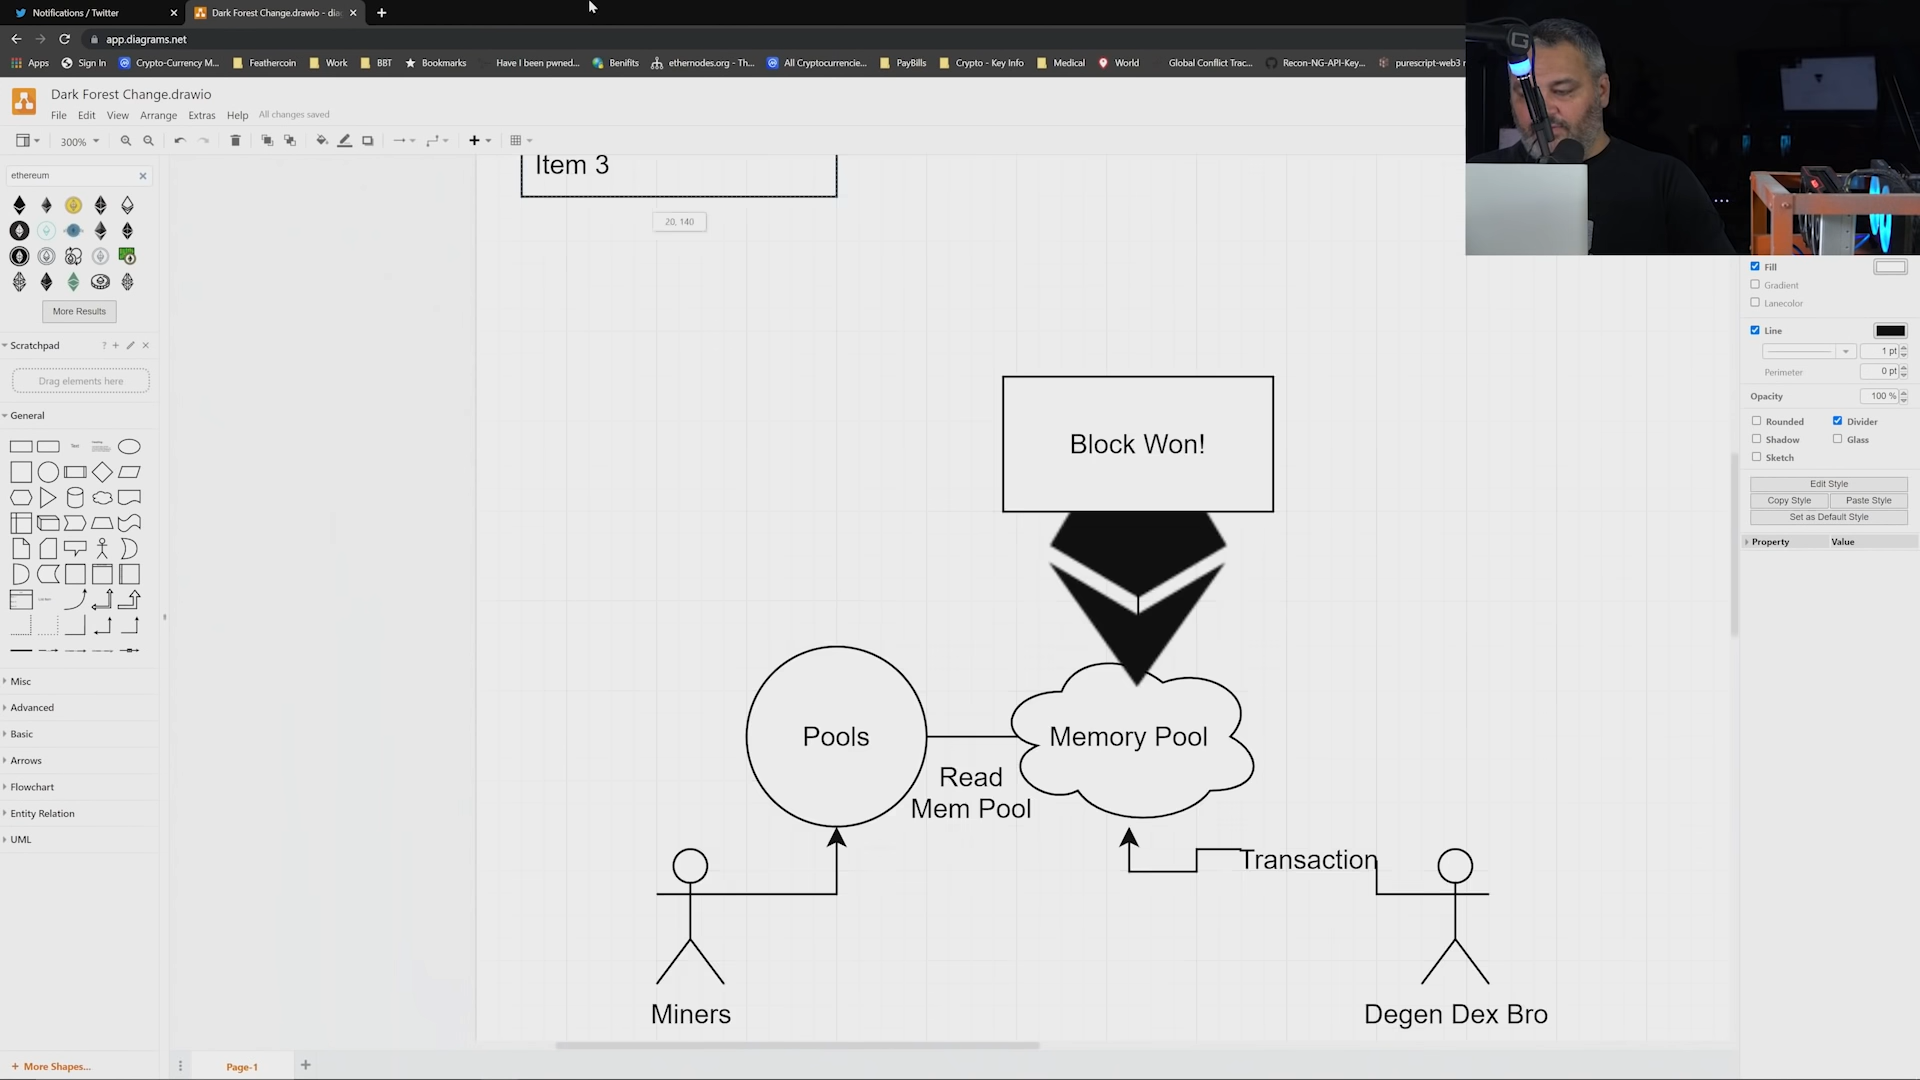 Notifications / Twitter
Dark Forest Change.drawio - dia
app.diagrams.net
Apps
Sign In
Crypto-Currency M...
Feathercoin
Work
BBT
Bookmarks
Have I been pwned...
Benifits
ethernodes.org - Th...
All Cryptocurrencie...
PayBills
Crypto - Key Info
Medical
World
Global Conflict Trac...
Recon-NG-API-Key...
purescript-web3
Dark Forest Change.drawio
File Edit View Arrange Extras Help All changes saved
300%
ethereum
More Results
Scratchpad
?
Drag elements here
General
Text
Misc
Advanced
Basic
Arrows
Flowchart
Entity Relation
UML
+ More Shapes...
Page-1
Item 3
20, 140
Block Won!
Pools
Memory Pool
Read
Mem Pool
Transaction
Miners
Degen Dex Bro
Fill
Gradient
Lanecolor
Line
1 pt
Perimeter 0 pt
Opacity 100 %
Rounded Divider
Shadow Glass
Sketch
Edit Style
Copy Style Paste Style
Set as Default Style
Property Value